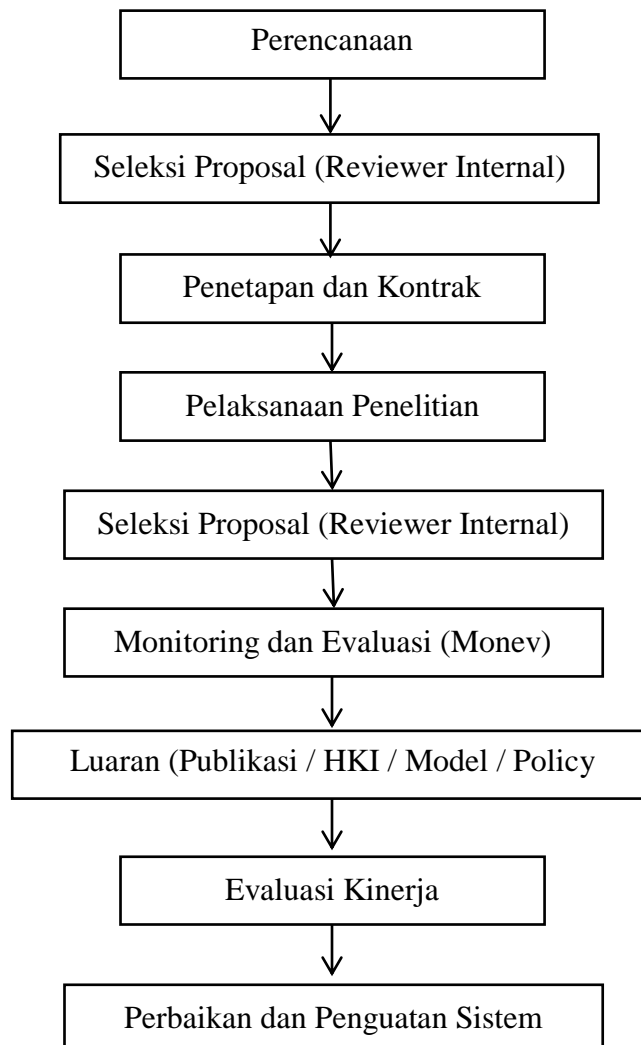 Perencanaan
Seleksi Proposal (Reviewer Internal)
Penetapan dan Kontrak
Pelaksanaan Penelitian
Seleksi Proposal (Reviewer Internal)
Monitoring dan Evaluasi (Monev)
Luaran (Publikasi / HKI / Model / Policy
Evaluasi Kinerja
Perbaikan dan Penguatan Sistem